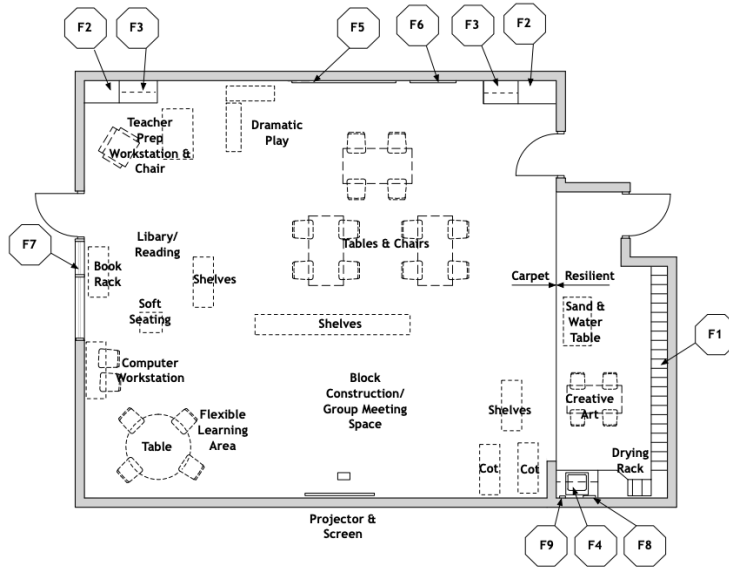 F2
F3
F5
F6
F3
F2
Teacher
Prep
Workstation &
Chair
Dramatic
Play
F7
Libary/
Reading
Tables & Chairs
Book
Rack
Shelves
Carpet
Resilient
Soft
Seating
Shelves
Sand &
Water
Table
F1
Computer
Workstation
Block
Construction/
Group Meeting
Space
Shelves
Creative
Art
Flexible
Learning
Area
Table
Cot
Cot
Drying
Rack
Projector &
Screen
F9
F4
F8